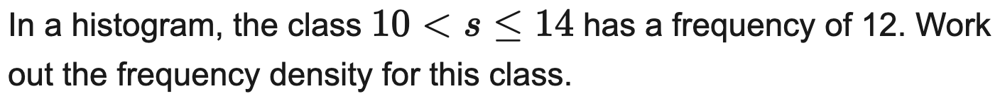 In a histogram, the class 10 < s ≤ 14 has a frequency of 12. Work
out the frequency density for this class.